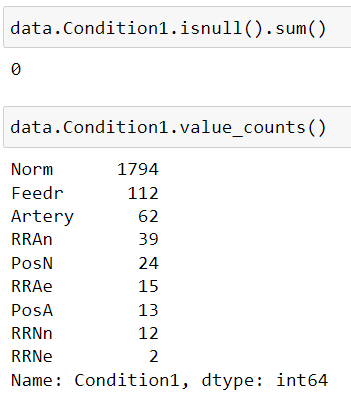 data.Condition1.isnull().sum()
0
data.Condition1.value_counts()
Norm 1794
Feedr 112
Artery 62
RRAn 39
PosN 24
RRAe 15
PosA 13
RRNn 12
RRNe 2
Name: Condition1, dtype: int64